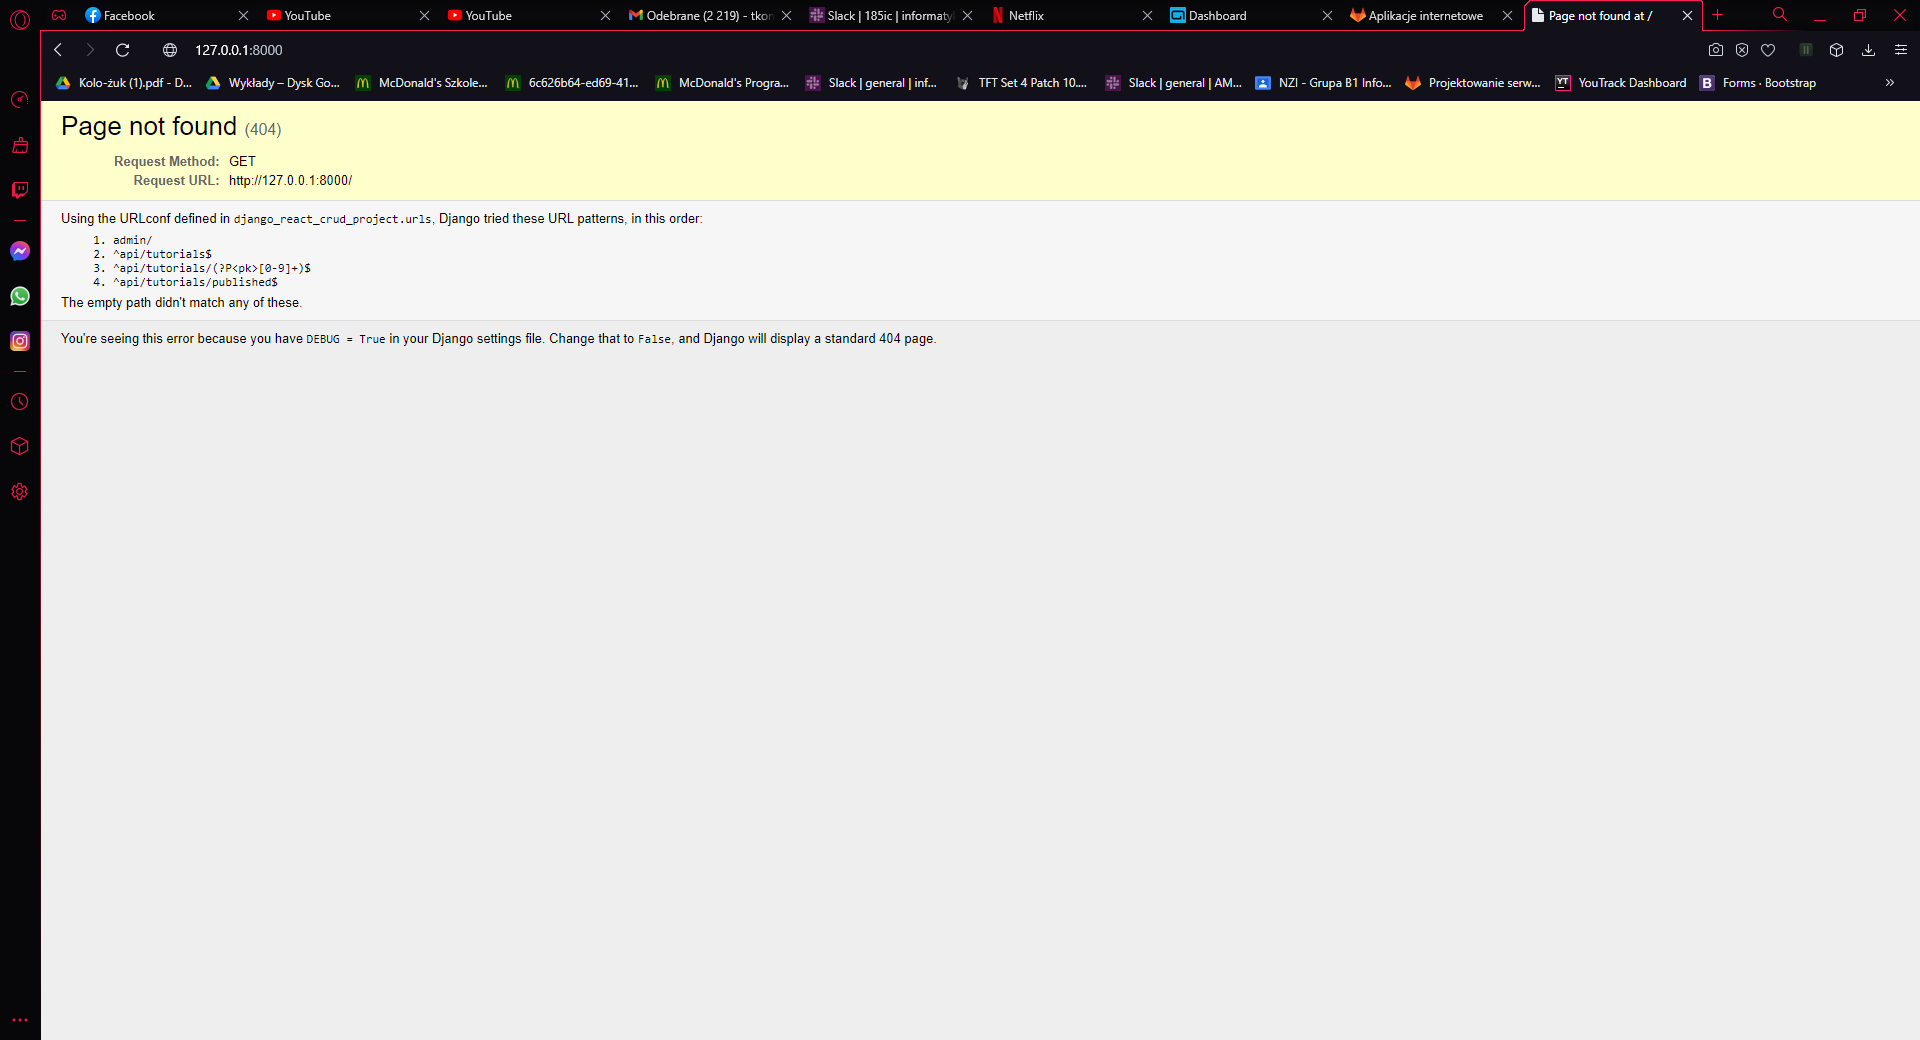 Facebook
YouTube
YouTube
Odebrane (2 219) - tkon
Slack | 185ic | informaty
Netflix
Dashboard
Aplikacje internetowe
Page not found at /
127.0.0.1:8000
Kolo-żuk (1).pdf - D...
Wykłady – Dysk Go...
McDonald's Szkole...
6c626b64-ed69-41...
McDonald's Progra...
Slack | general | inf...
TFT Set 4 Patch 10....
Slack | general | AM...
NZI - Grupa B1 Info...
Projektowanie serw...
YT
YouTrack Dashboard
B
Forms · Bootstrap
Page not found (404)
Request Method: GET
Request URL: http://127.0.0.1:8000/
Using the URLconf defined in django_react_crud_project.urls, Django tried these URL patterns, in this order:
1. admin/
2. ^api/tutorials$
3. ^api/tutorials/(?P<pk>[0-9]+)$
4. ^api/tutorials/published$
The empty path didn't match any of these.
You're seeing this error because you have DEBUG = True in your Django settings file. Change that to False, and Django will display a standard 404 page.